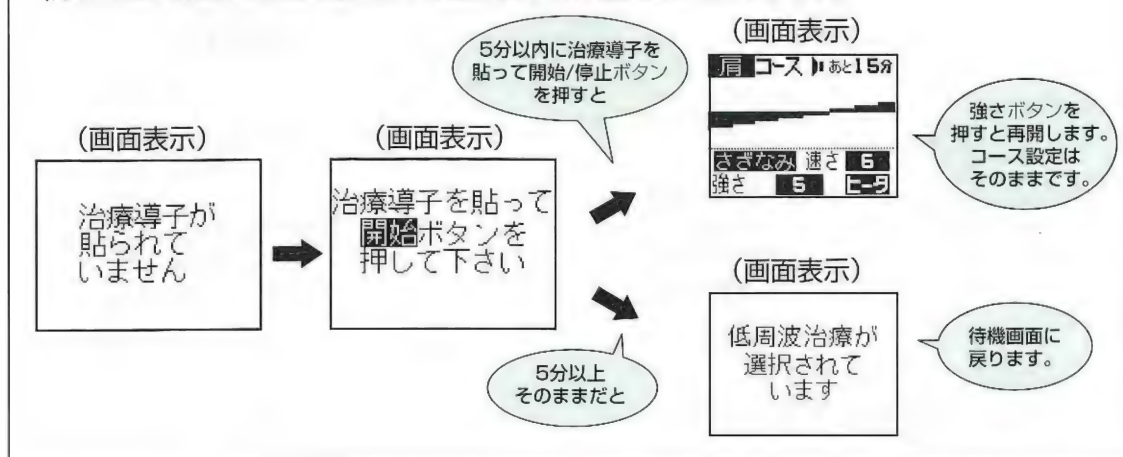 (画面表示)
治療導子が
貼られて
いません
治療導子を貼って
開始ボタンを
押して下さい
5分以内に治療導子を
貼って開始/停止ボタン
を押すと
(画面表示)
肩 コース あと15分
さざなみ 速さ 6
強さ 5 ヒータ
強さボタンを
押すと再開します。
コース設定は
そのままです。
5分以上
そのままだと
(画面表示)
低周波治療が
選択されて
います
待機画面に
戻ります。